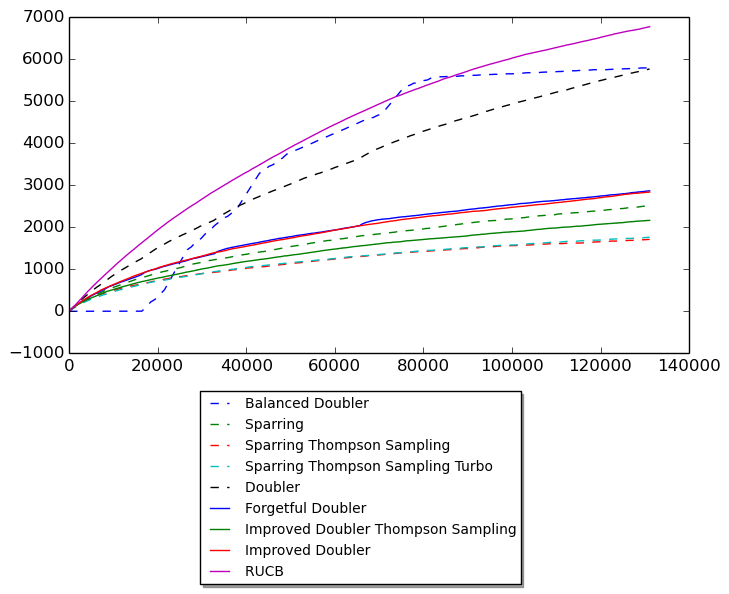 7000
6000
5000
4000
3000
2000
1000
0
−1000
0 20000 40000 60000 80000 100000 120000 140000
Balanced Doubler
Sparring
Sparring Thompson Sampling
Sparring Thompson Sampling Turbo
Doubler
Forgetful Doubler
Improved Doubler Thompson Sampling
Improved Doubler
RUCB